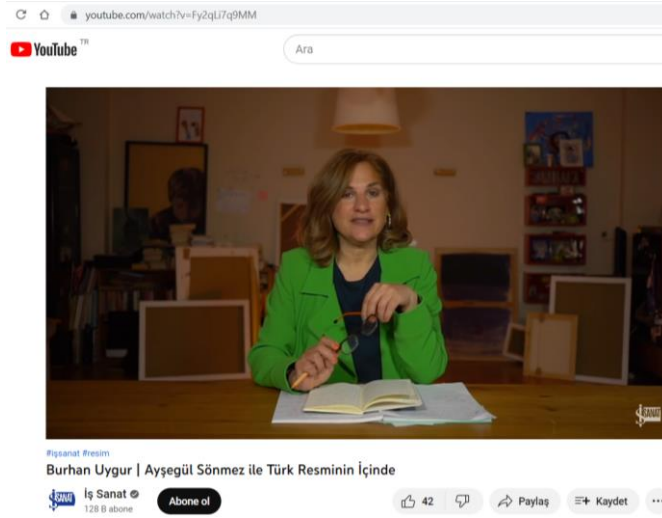 youtube.com/watch?v=Fy2qLi7q9MM
YouTube TR
Ara
İSANAT
#işsanat #resim
Burhan Uygur | Ayşegül Sönmez ile Türk Resminin İçinde
İş Sanat
128 B abone
Abone ol
42
Paylaş
Kaydet